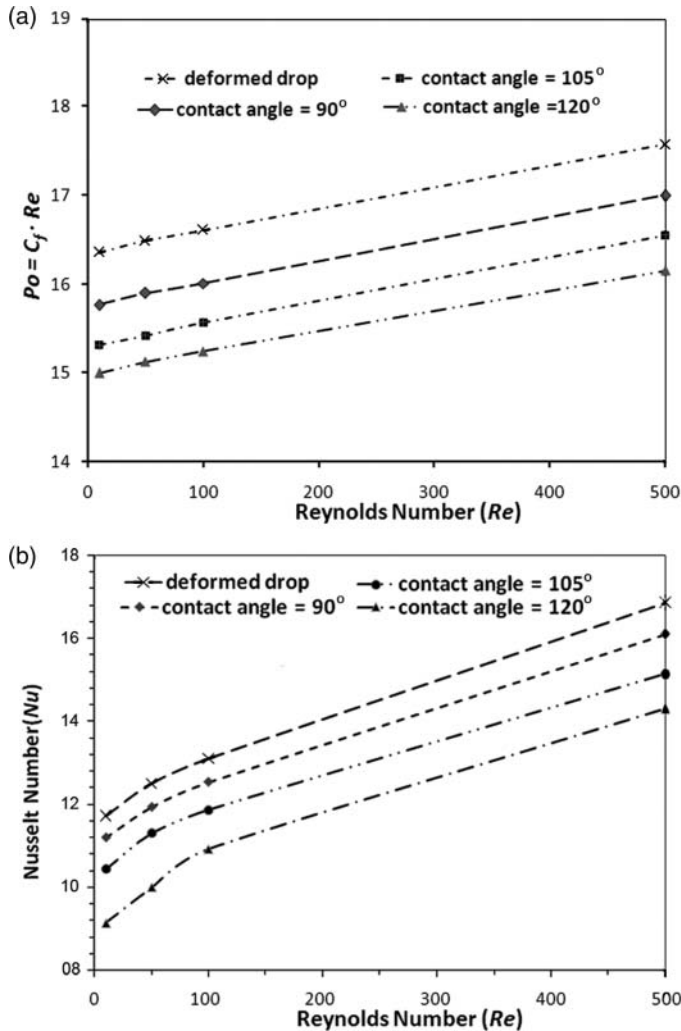 (a)
19
18
17
16
15
14
Po = C_f · Re
deformed drop
contact angle = 105°
contact angle = 90°
contact angle =120°
0 100 200 300 400 500
Reynolds Number (Re)
(b)
18
16
14
12
10
08
Nusselt Number(Nu)
deformed drop
contact angle = 105°
contact angle = 90°
contact angle = 120°
0 100 200 300 400 500
Reynolds Number (Re)